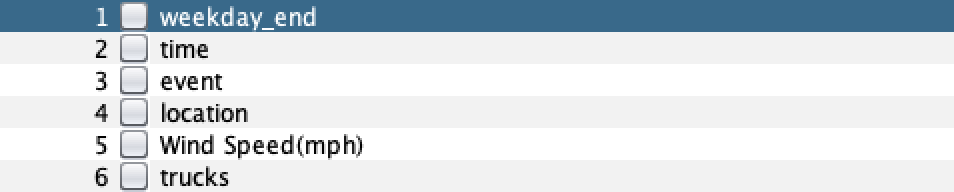 1 weekday_end
2 time
3 event
4 location
5 Wind Speed(mph)
6 trucks